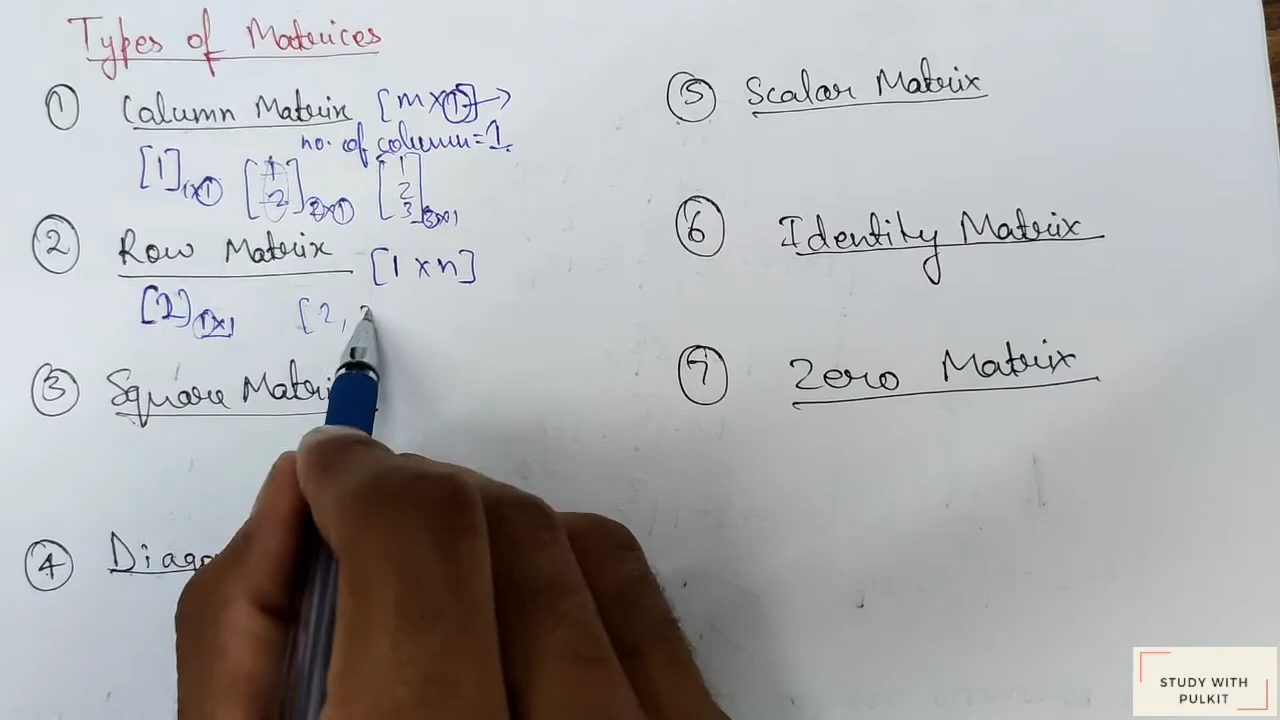 Types of Matrices
① Column Matrix [m×1] →
no. of column = 1.
[1]1×1 [1 2]2×1 [1 2 3]3×1
② Row Matrix [1×n]
[2]1×1 [2,
③ Square Matri
④ Diago
⑤ Scalar Matrix
⑥ Identity Matrix
⑦ Zero Matrix
STUDY WITH
PULKIT